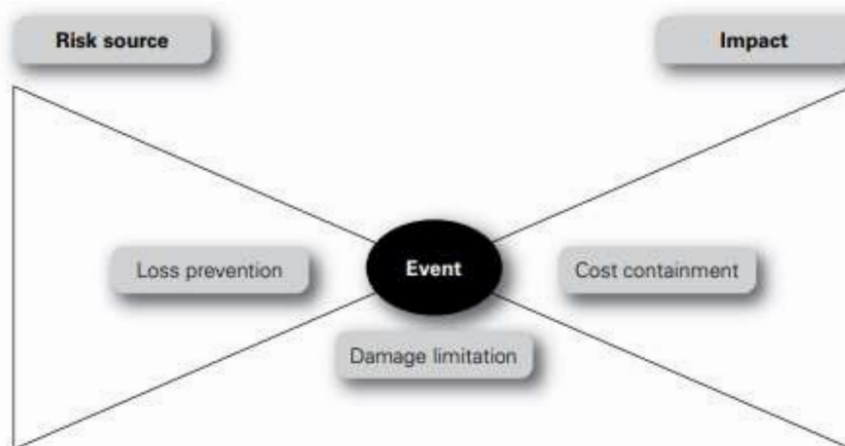 Risk source
Impact
Loss prevention
Event
Cost containment
Damage limitation